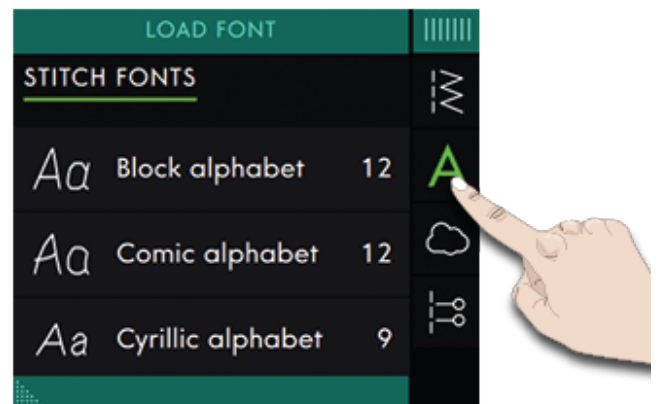 LOAD FONT
STITCH FONTS
Aa Block alphabet 12
Aa Comic alphabet 12
Aa Cyrillic alphabet 9
A